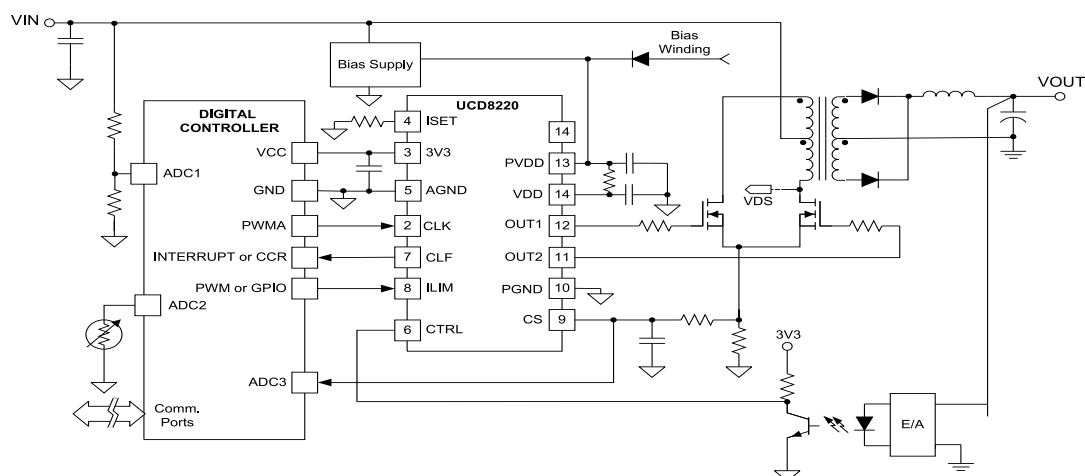 VIN
Bias Winding
Bias Supply
VOUT
DIGITAL CONTROLLER
UCD8220
4 ISET
14
VCC
3 3V3
PVDD 13
ADC1
GND
5 AGND
VDD 14
VDS
PWMA
2 CLK
OUT1 12
INTERRUPT or CCR
7 CLF
OUT2 11
PWM or GPIO
8 ILIM
PGND 10
ADC2
6 CTRL
CS 9
3V3
ADC3
Comm. Ports
E/A